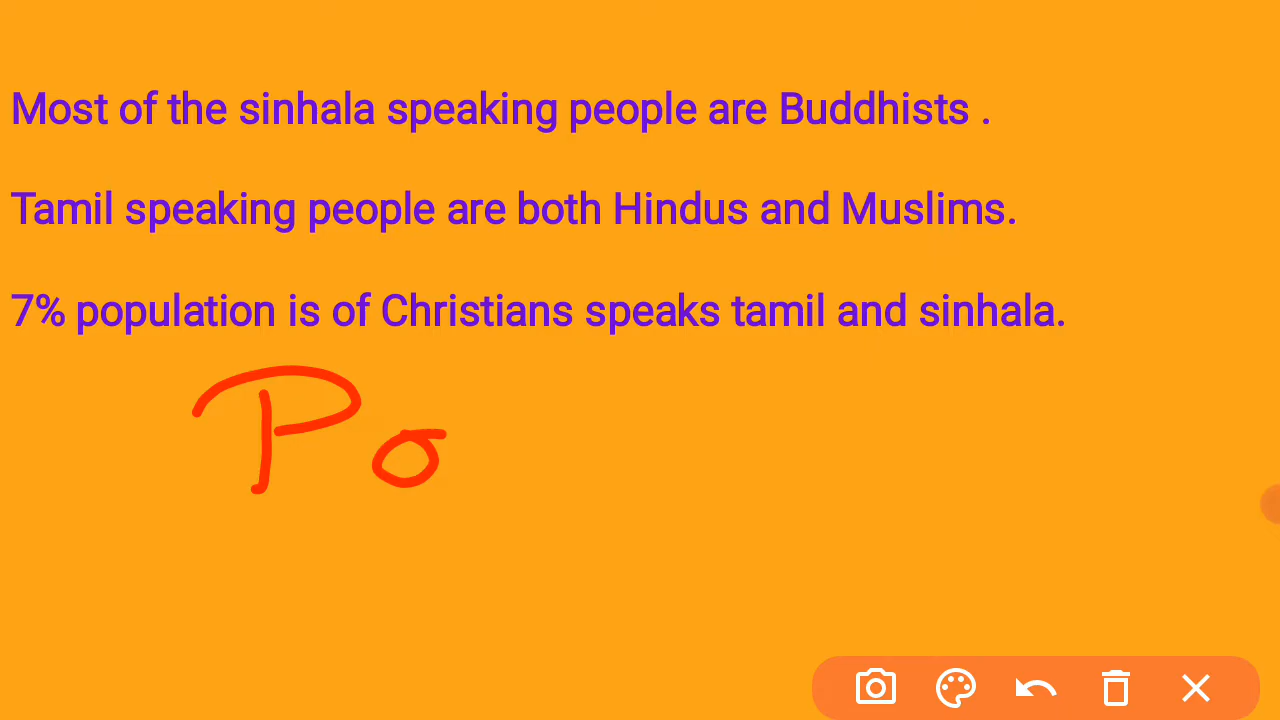 Most of the sinhala speaking people are Buddhists .
Tamil speaking people are both Hindus and Muslims.
7% population is of Christians speaks tamil and sinhala.
Po